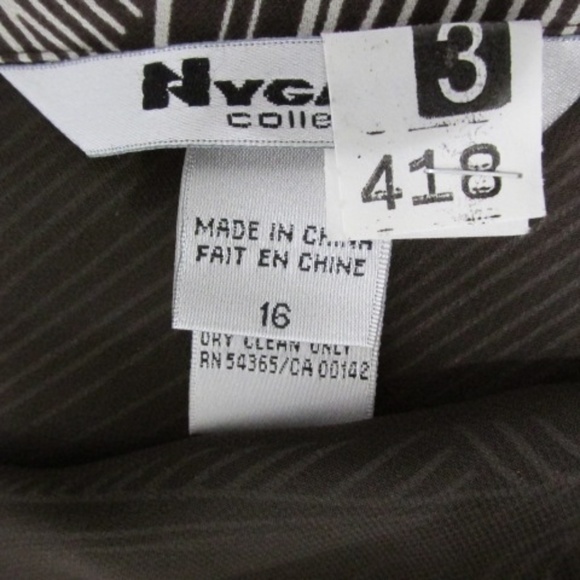 3
418
MADE IN CHINA
FAIT EN CHINE
16
DRY CLEAN ONLY
RN 54365/CA 00142